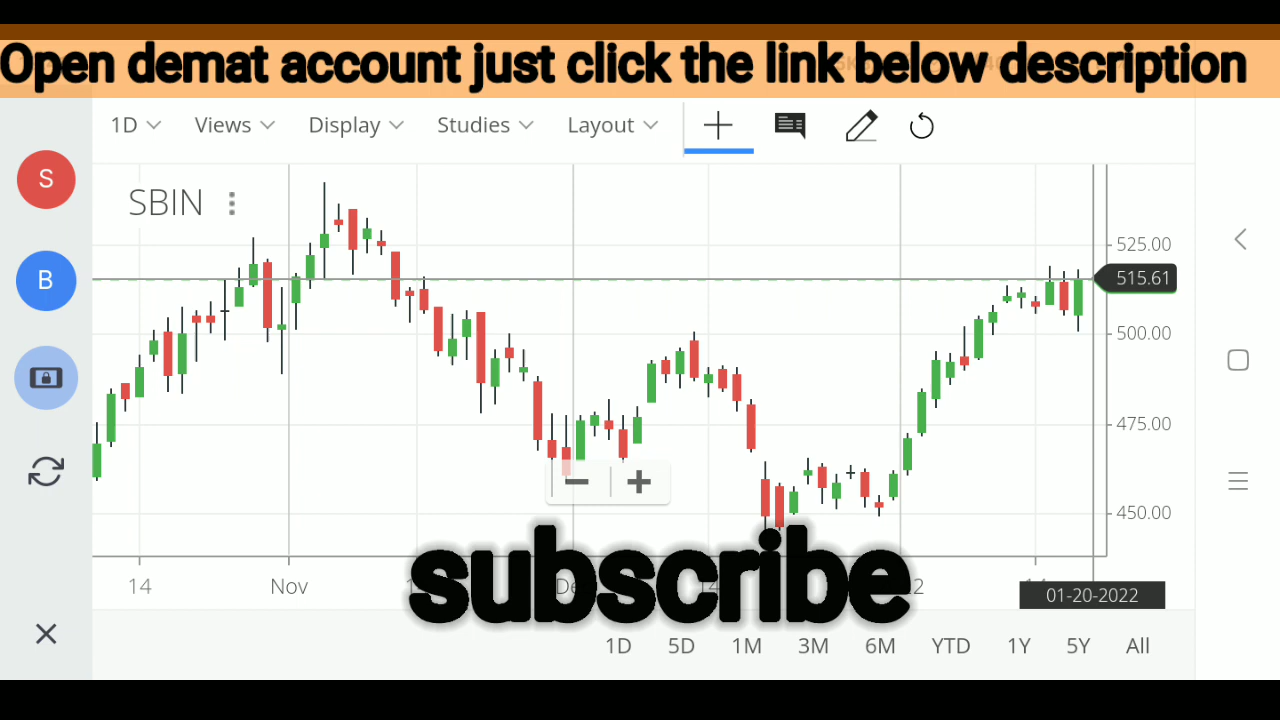 Open demat account just click the link below description
1D Views Display Studies Layout
S
SBIN
525.00
B
515.61
500.00
475.00
450.00
subscribe
14 Nov
01-20-2022
1D 5D 1M 3M 6M YTD 1Y 5Y All